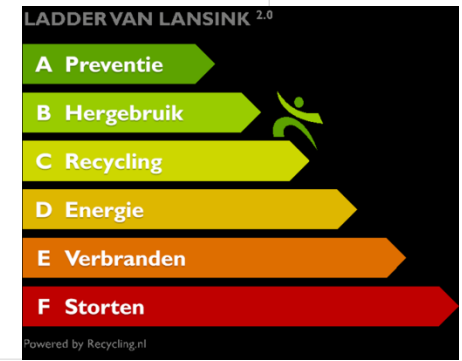 LADDER VAN LANSINK 2.0
A Preventie
B Hergebruik
C Recycling
D Energie
E Verbranden
F Storten
Powered by Recycling.nl